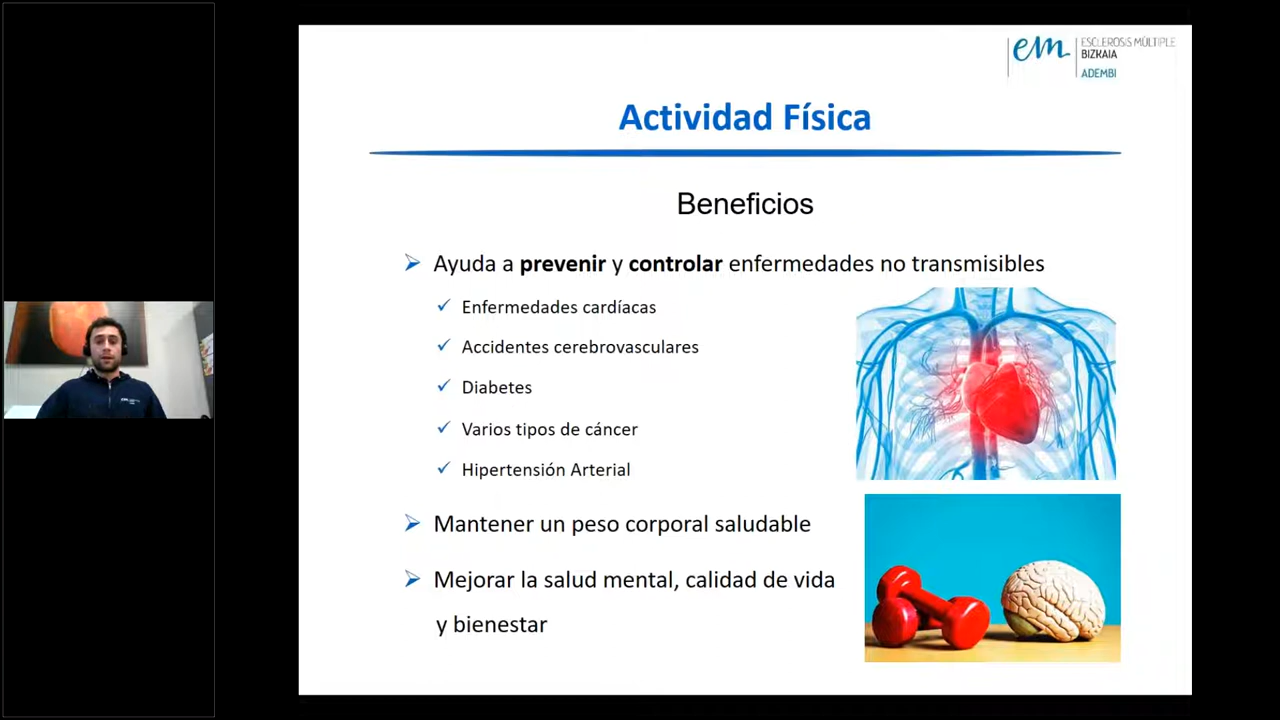 em
ESCLEROSIS MÚLTIPLE
BIZKAIA
ADEMBI
Actividad Física
Beneficios
Ayuda a prevenir y controlar enfermedades no transmisibles
Enfermedades cardíacas
Accidentes cerebrovasculares
Diabetes
Varios tipos de cáncer
Hipertensión Arterial
Mantener un peso corporal saludable
Mejorar la salud mental, calidad de vida
y bienestar